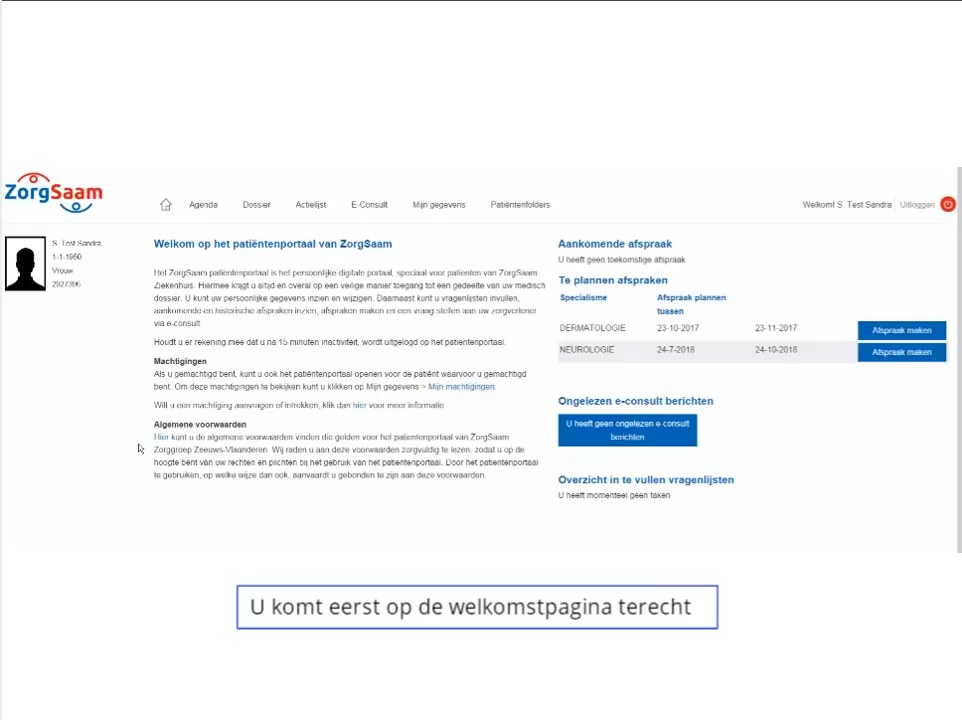 ZorgSaam
Agenda Dossier Actielijst E-Consult Mijn gegevens Patiëntenfolders
Welkom! S. Test Sandra Uitloggen
S. Test Sandra
1-1-1950
Vrouw
2927396
Welkom op het patiëntenportaal van ZorgSaam
Het ZorgSaam patiëntenportaal is het persoonlijke digitale portaal, speciaal voor patiënten van ZorgSaam
Ziekenhuis. Hiermee krijgt u altijd en overal op een veilige manier toegang tot een gedeelte van uw medisch
dossier. U kunt uw persoonlijke gegevens inzien en wijzigen. Daarnaast kunt u vragenlijsten invullen,
aankomende en historische afspraken inzien, afspraken maken en een vraag stellen aan uw zorgverlener
via e-consult.
Houdt u er rekening mee dat u na 15 minuten inactiviteit, wordt uitgelogd op het patiëntenportaal.
Machtigingen
Als u gemachtigd bent, kunt u ook het patiëntenportaal openen voor de patiënt waarvoor u gemachtigd
bent. Om deze machtigingen te bekijken kunt u klikken op Mijn gegevens > Mijn machtigingen.
Wilt u een machtiging aanvragen of intrekken, klik dan hier voor meer informatie.
Algemene voorwaarden
Hier kunt u de algemene voorwaarden vinden die gelden voor het patiëntenportaal van ZorgSaam
Zorggroep Zeeuws-Vlaanderen. Wij raden u aan deze voorwaarden zorgvuldig te lezen, zodat u op de
hoogte bent van uw rechten en plichten bij het gebruik van het patiëntenportaal. Door het patiëntenportaal
te gebruiken, op welke wijze dan ook, aanvaardt u gebonden te zijn aan deze voorwaarden.
Aankomende afspraak
U heeft geen toekomstige afspraak
Te plannen afspraken
Specialisme Afspraak plannen
tussen
DERMATOLOGIE 23-10-2017 23-11-2017 Afspraak maken
NEUROLOGIE 24-7-2018 24-10-2018 Afspraak maken
Ongelezen e-consult berichten
U heeft geen ongelezen e-consult
berichten
Overzicht in te vullen vragenlijsten
U heeft momenteel geen taken
U komt eerst op de welkomstpagina terecht